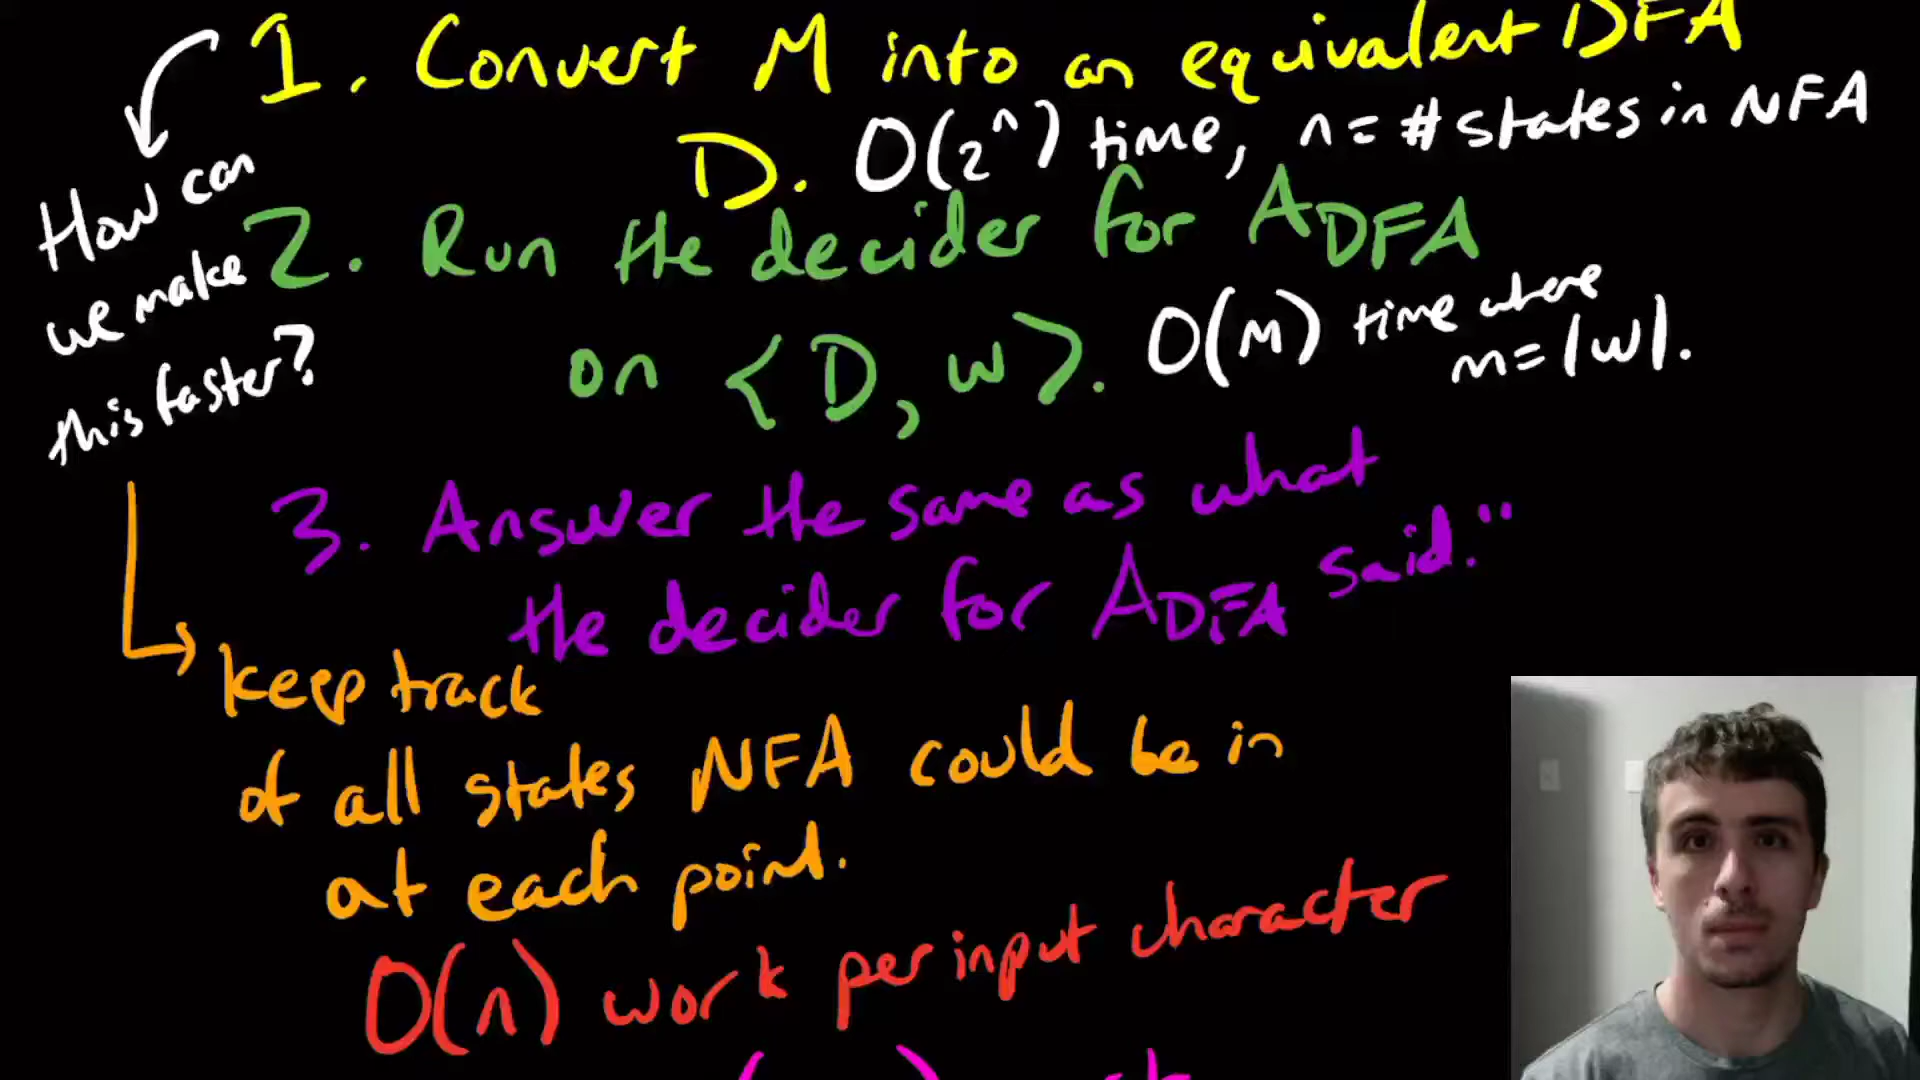 1. Convert M into an equivalent DFA
D. O(2^n) time, n = # states in NFA
How can
we make
this faster?
2. Run the decider for A_DFA
on <D, w>. O(m) time where
m = |w|.
3. Answer the same as what
the decider for A_DFA said."
keep track
of all states NFA could be in
at each point.
O(n) work per input character